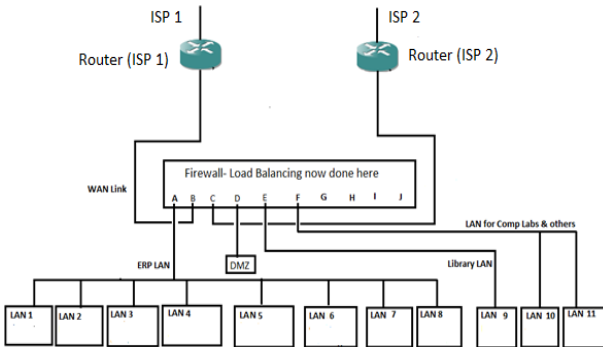 ISP 1
ISP 2
Router (ISP 1)
Router (ISP 2)
Firewall- Load Balancing now done here
WAN Link
A B C D E F G H I J
LAN for Comp Labs & others
ERP LAN
DMZ
Library LAN
LAN 1
LAN 2
LAN 3
LAN 4
LAN 5
LAN 6
LAN 7
LAN 8
LAN 9
LAN 10
LAN 11